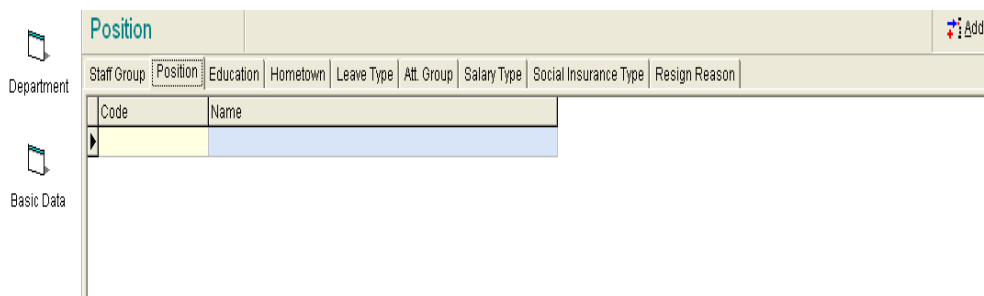 Position
Add
Department
Staff Group Position Education Hometown Leave Type Att. Group Salary Type Social Insurance Type Resign Reason
Code Name
Basic Data